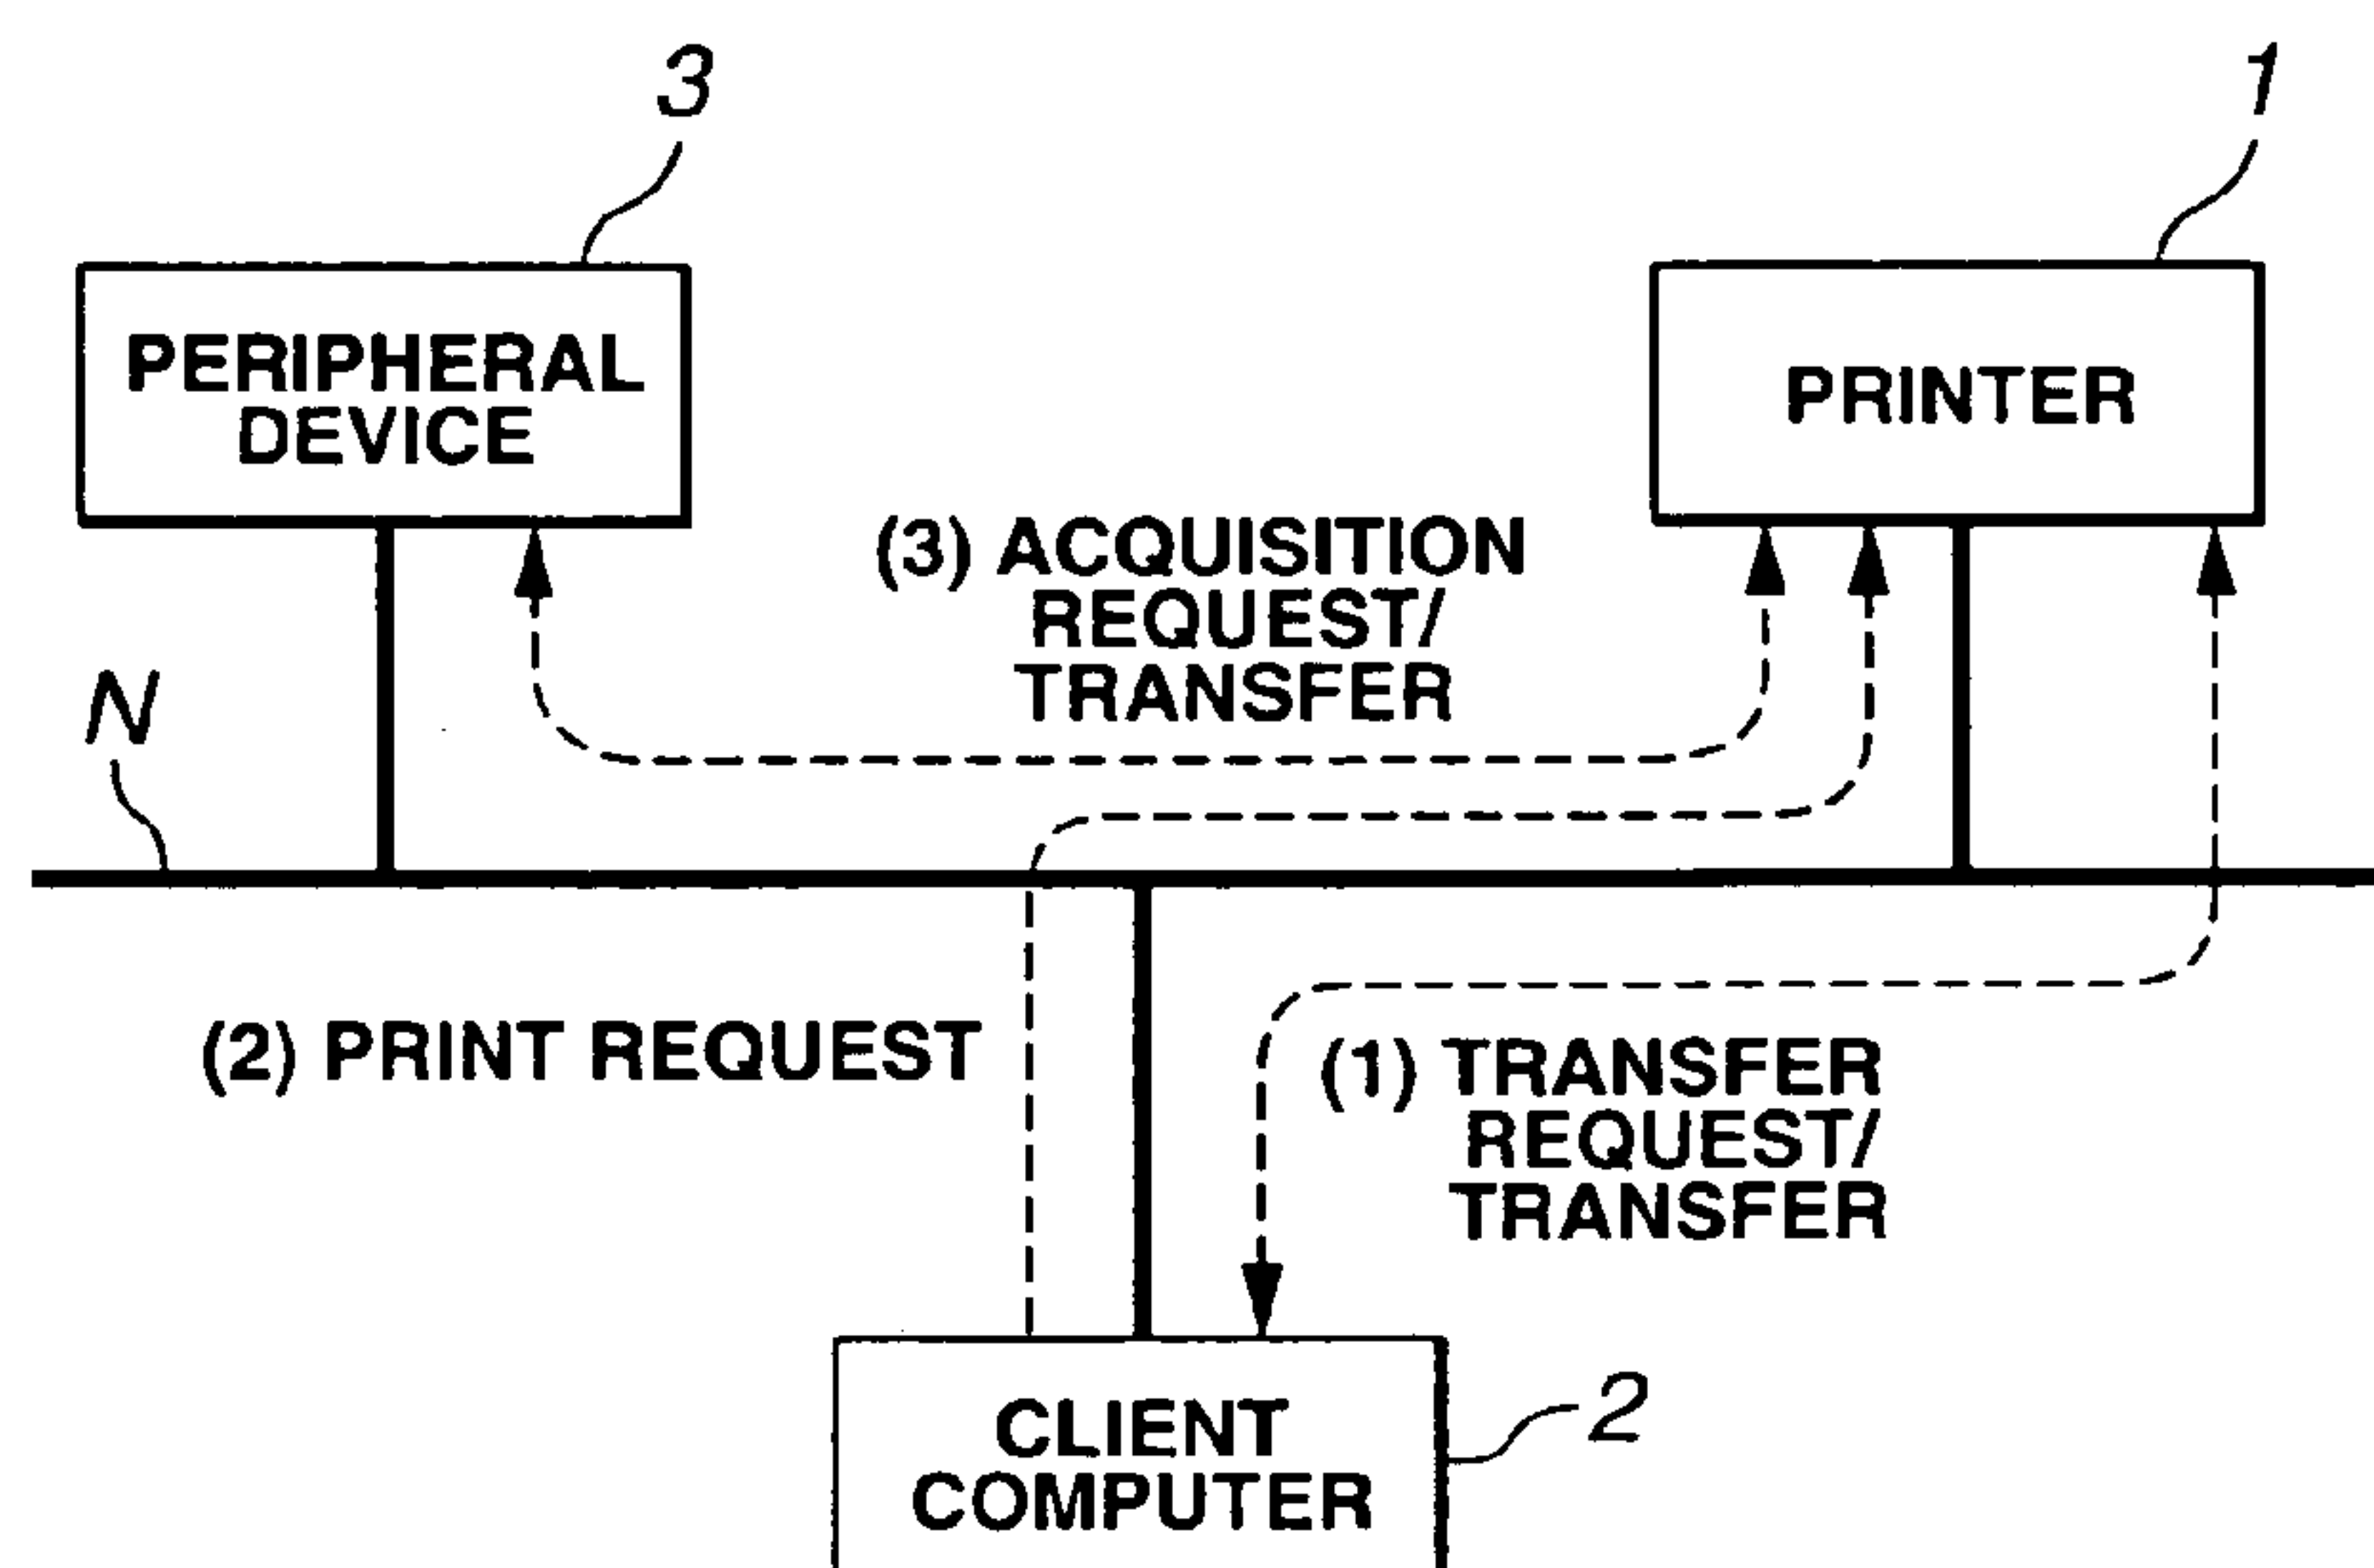 3
1
PERIPHERAL
DEVICE
PRINTER
(3) ACQUISITION
REQUEST/
TRANSFER
N
(2) PRINT REQUEST
(1) TRANSFER
REQUEST/
TRANSFER
CLIENT
COMPUTER
2